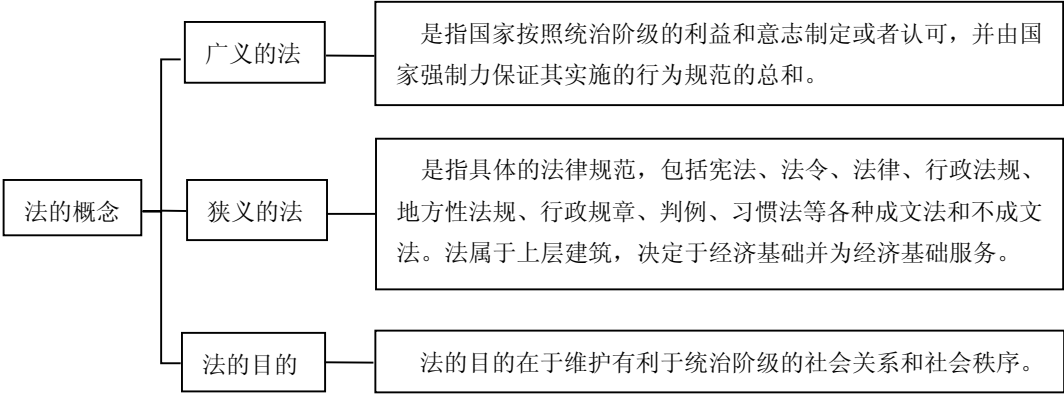 广义的法
是指国家按照统治阶级的利益和意志制定或者认可，并由国
家强制力保证其实施的行为规范的总和。
法的概念
狭义的法
是指具体的法律规范，包括宪法、法令、法律、行政法规、
地方性法规、行政规章、判例、习惯法等各种成文法和不成文
法。法属于上层建筑，决定于经济基础并为经济基础服务。
法的目的
法的目的在于维护有利于统治阶级的社会关系和社会秩序。